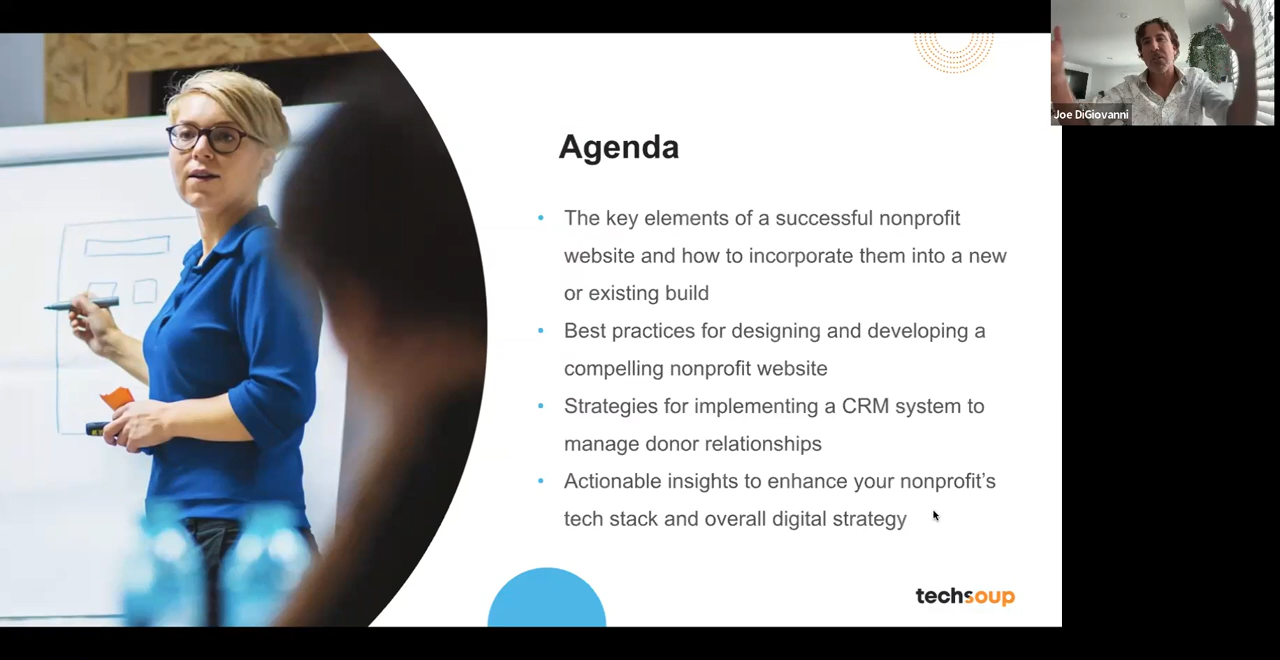 Joe DiGiovanni
Agenda
• The key elements of a successful nonprofit
website and how to incorporate them into a new
or existing build
• Best practices for designing and developing a
compelling nonprofit website
• Strategies for implementing a CRM system to
manage donor relationships
• Actionable insights to enhance your nonprofit’s
tech stack and overall digital strategy
techsoup